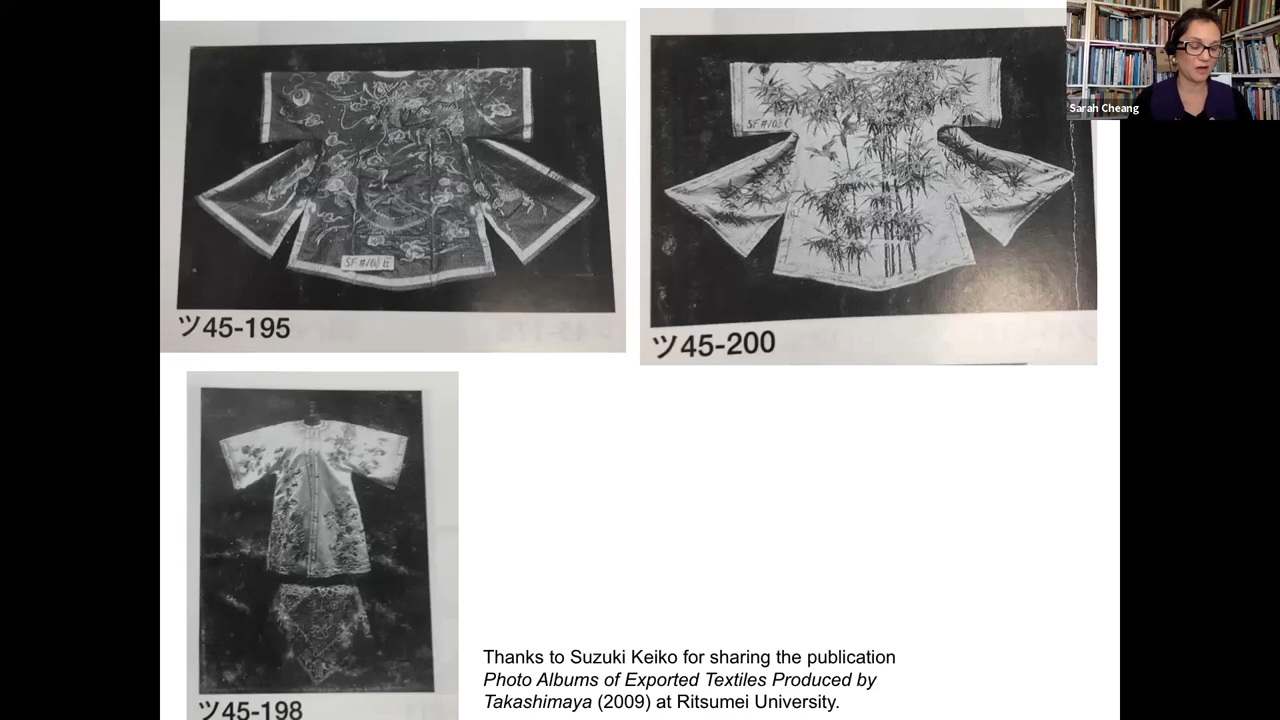 Sarah Cheang
ツ45-195
ツ45-200
ツ45-198
Thanks to Suzuki Keiko for sharing the publication
Photo Albums of Exported Textiles Produced by
Takashimaya (2009) at Ritsumei University.